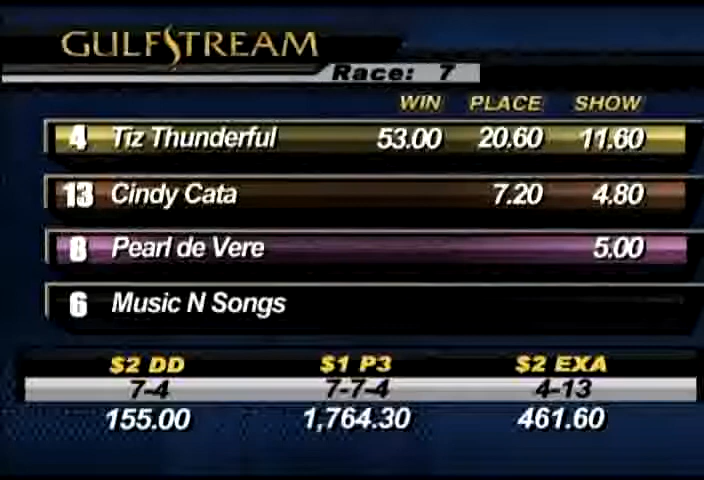 GULFSTREAM
Race: 7
WIN PLACE SHOW
4 Tiz Thunderful 53.00 20.60 11.60
13 Cindy Cata 7.20 4.80
8 Pearl de Vere 5.00
6 Music N Songs
$2 DD $1 P3 $2 EXA
7-4 7-7-4 4-13
155.00 1,764.30 461.60